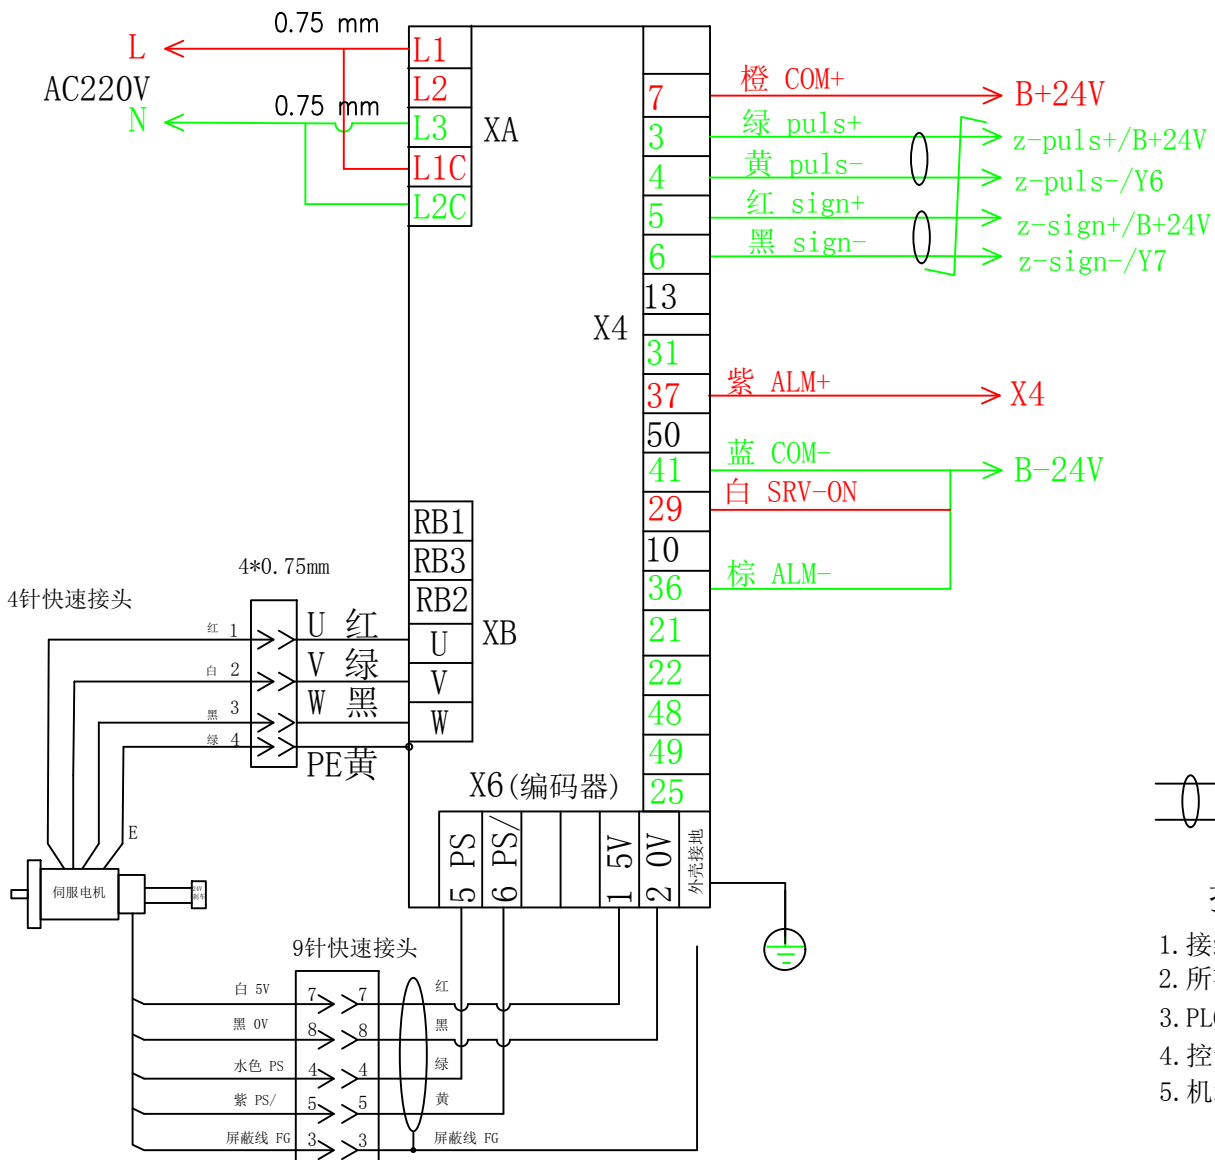 0.75 mm
L
L1
AC220V
L2
0.75 mm
N
L3
XA
L1C
L2C
7
橙 COM+
B+24V
3
绿 puls+
z-puls+/B+24V
4
黄 puls-
z-puls-/Y6
5
红 sign+
z-sign+/B+24V
6
黑 sign-
z-sign-/Y7
13
X4
31
37
紫 ALM+
X4
50
41
蓝 COM-
B-24V
29
白 SRV-ON
10
36
棕 ALM-
21
22
48
49
25
RB1
RB3
RB2
XB
U
V
W
4*0.75mm
4针快速接头
红 1
U 红
白 2
V 绿
黑 3
W 黑
绿 4
PE黄
E
伺服电机
X6(编码器)
5 PS
6 PS/
1 5V
2 0V
外壳接地
9针快速接头
白 5V
7
7
红
黑 0V
8
8
黑
水色 PS
4
4
绿
紫 PS/
5
5
黄
屏蔽线 FG
3
3
屏蔽线 FG
1.接
2.所
3.PL
4.控
5.机